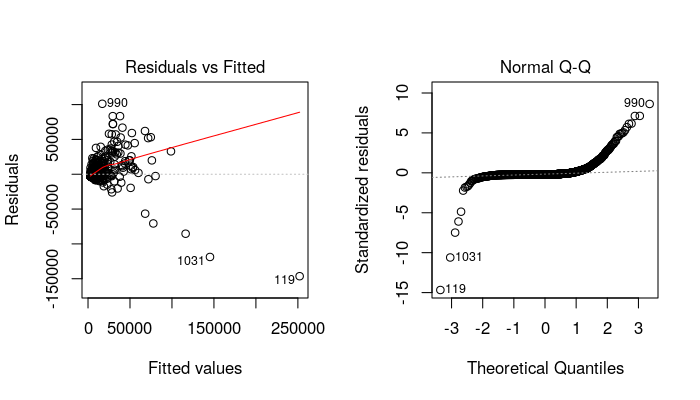 Residuals vs Fitted
Residuals
50000
-50000
-150000
990
1031
119
0 50000 150000 250000
Fitted values
Normal Q-Q
Standardized residuals
10
5
0
-5
-10
-15
990
1031
119
-3 -2 -1 0 1 2 3
Theoretical Quantiles